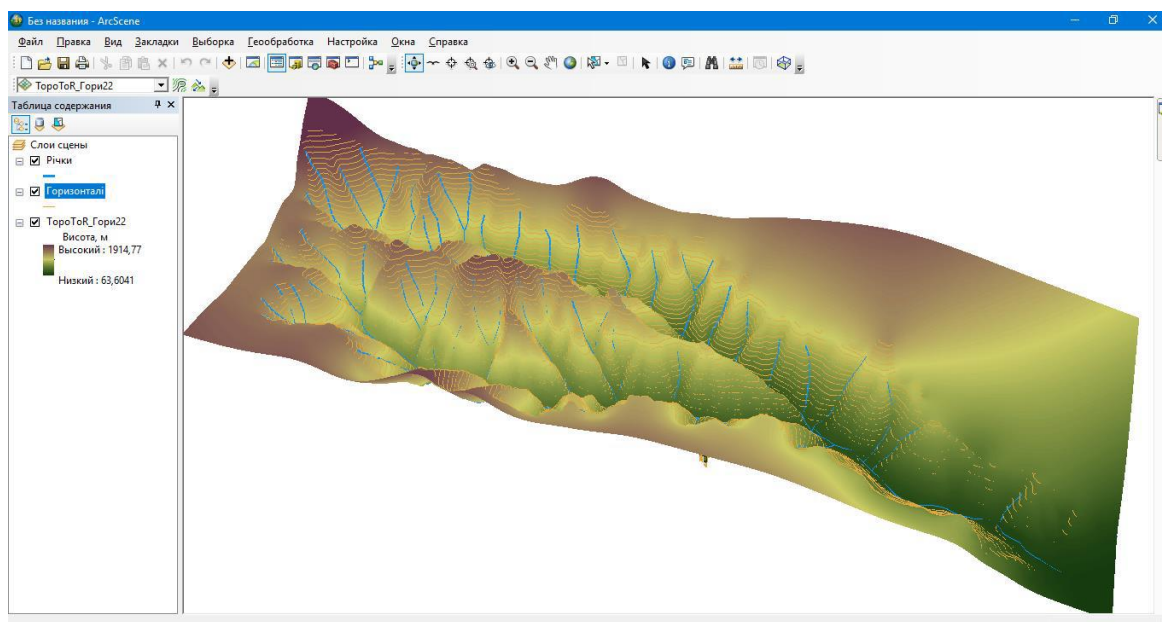 Без названия - ArcScene
Файл Правка Вид Закладки Выборка Геообработка Настройка Окна Справка
TopoToR_Гори22
Таблица содержания
Слои сцены
Річки
Горизонталі
TopoToR_Гори22
Висота, м
Высокий : 1914,77
Низкий : 63,6041